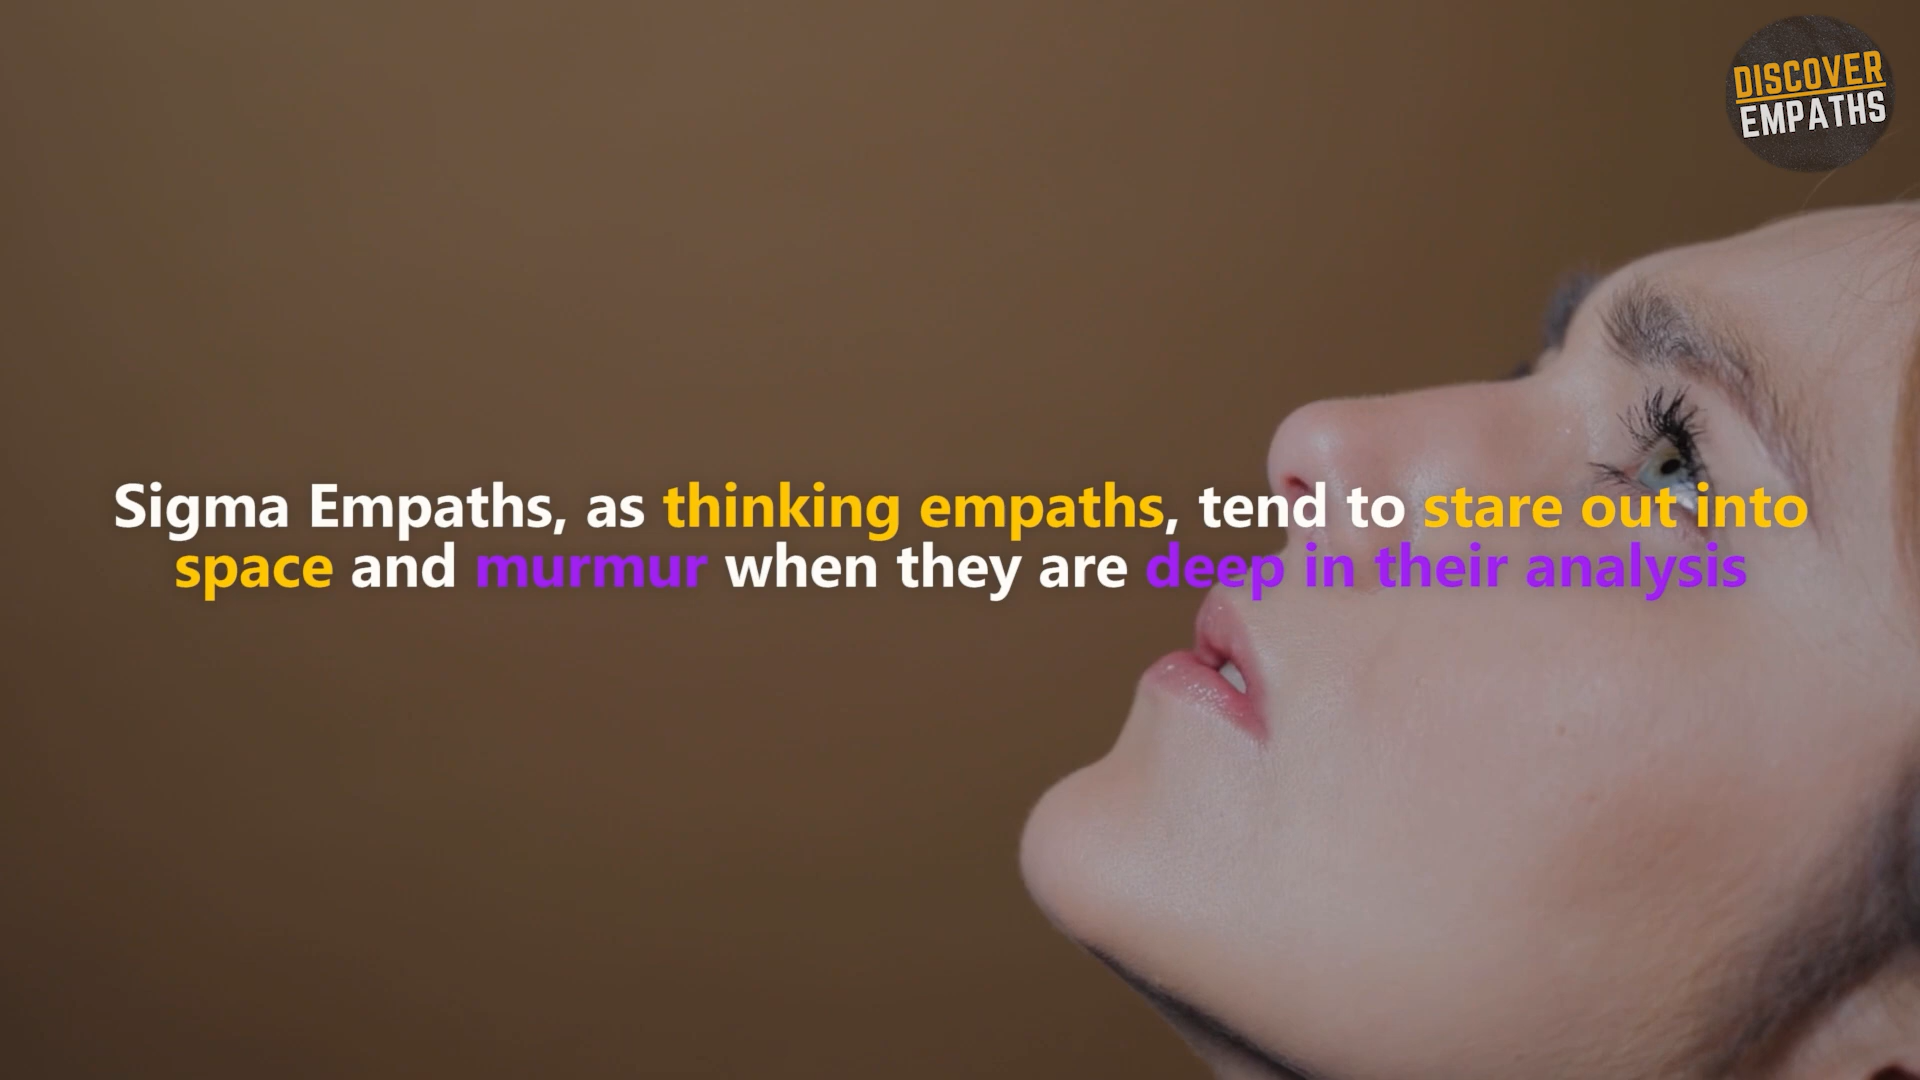 DISCOVER
EMPATHS
Sigma Empaths, as thinking empaths, tend to stare out into
space and murmur when they are deep in their analysis